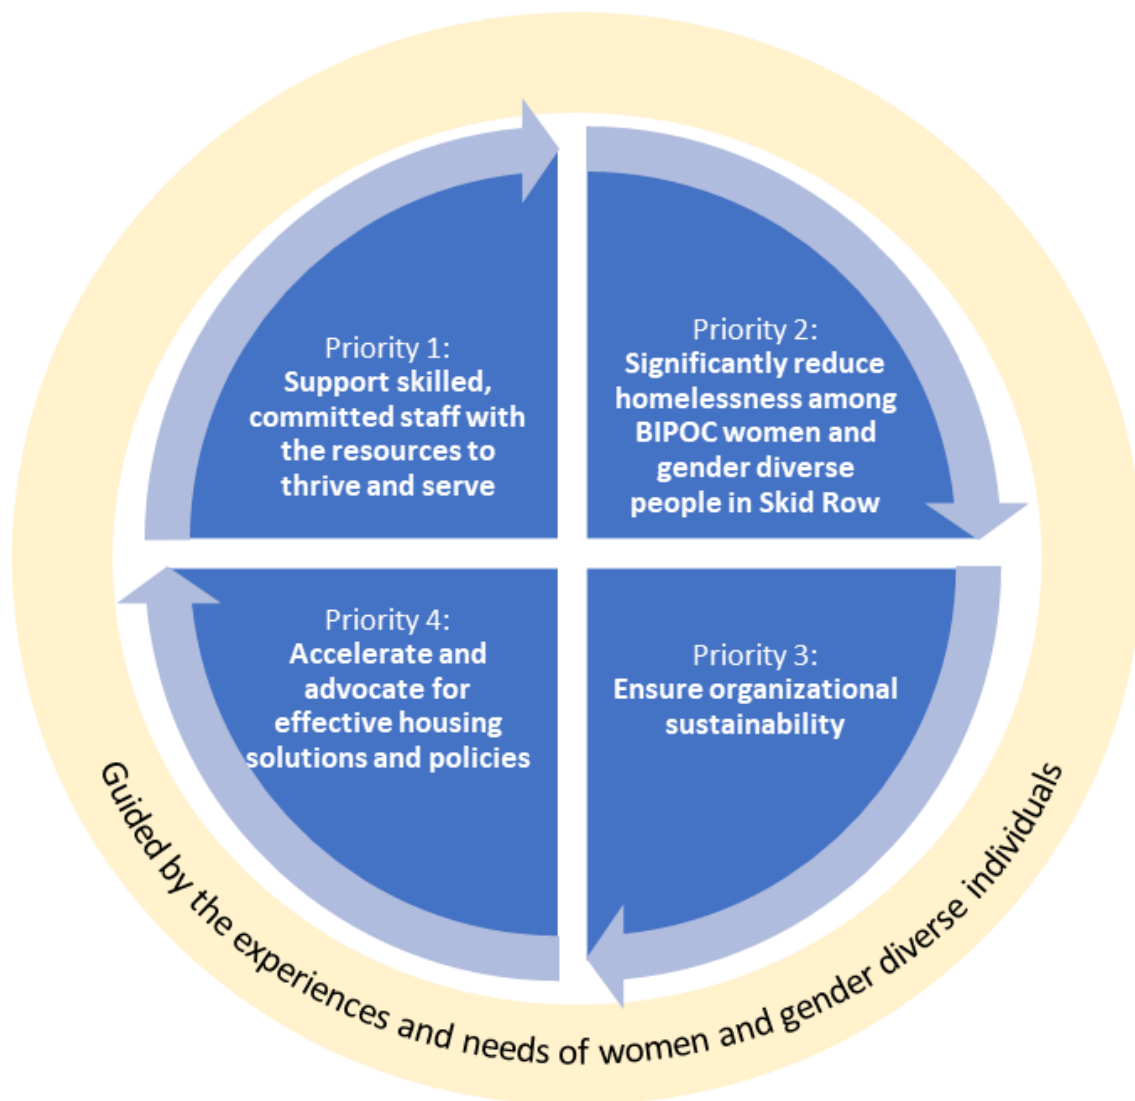 Priority 1:
Support skilled,
committed staff with
the resources to
thrive and serve
Priority 2:
Significantly reduce
homelessness among
BIPOC women and
gender diverse
people in Skid Row
Priority 4:
Accelerate and
advocate for
effective housing
solutions and policies
Priority 3:
Ensure organizational
sustainability
Guided by the experiences and needs of women and gender diverse individuals